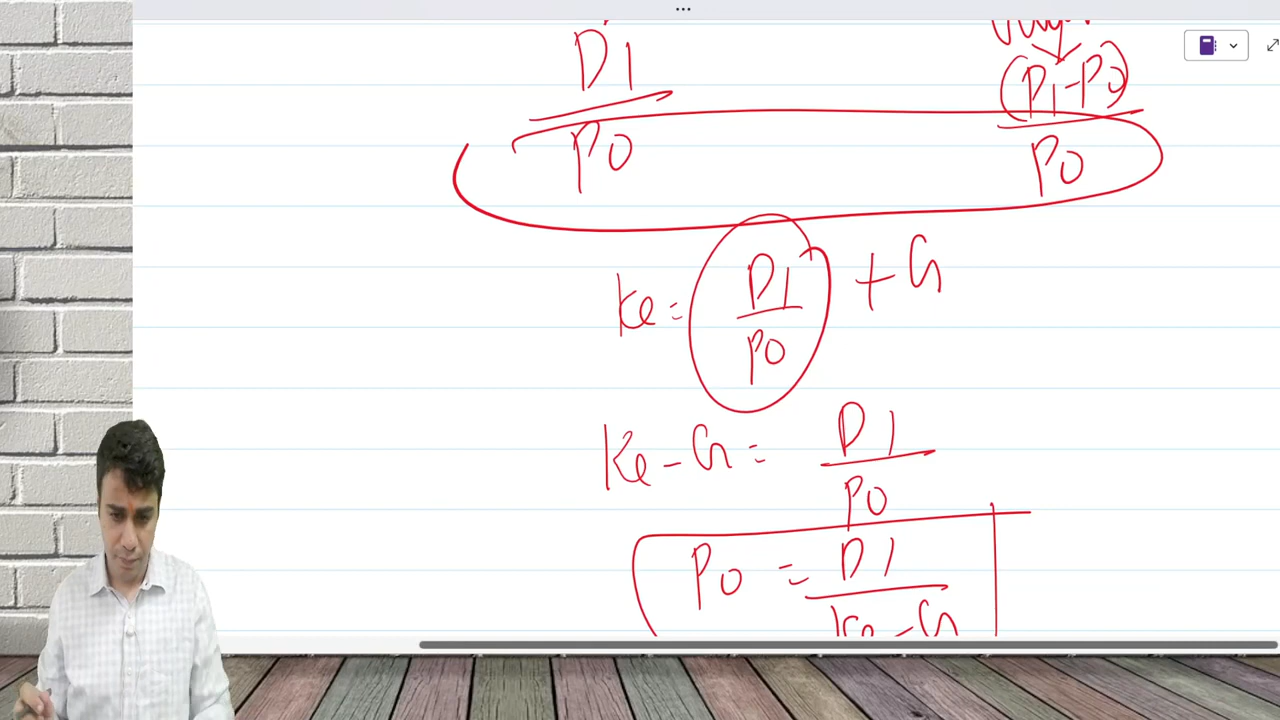 D1 (P1-P0)
P0 P0
Ke = D1/P0 + G
Ke - G = D1/P0
P0 = D1/Ke - G